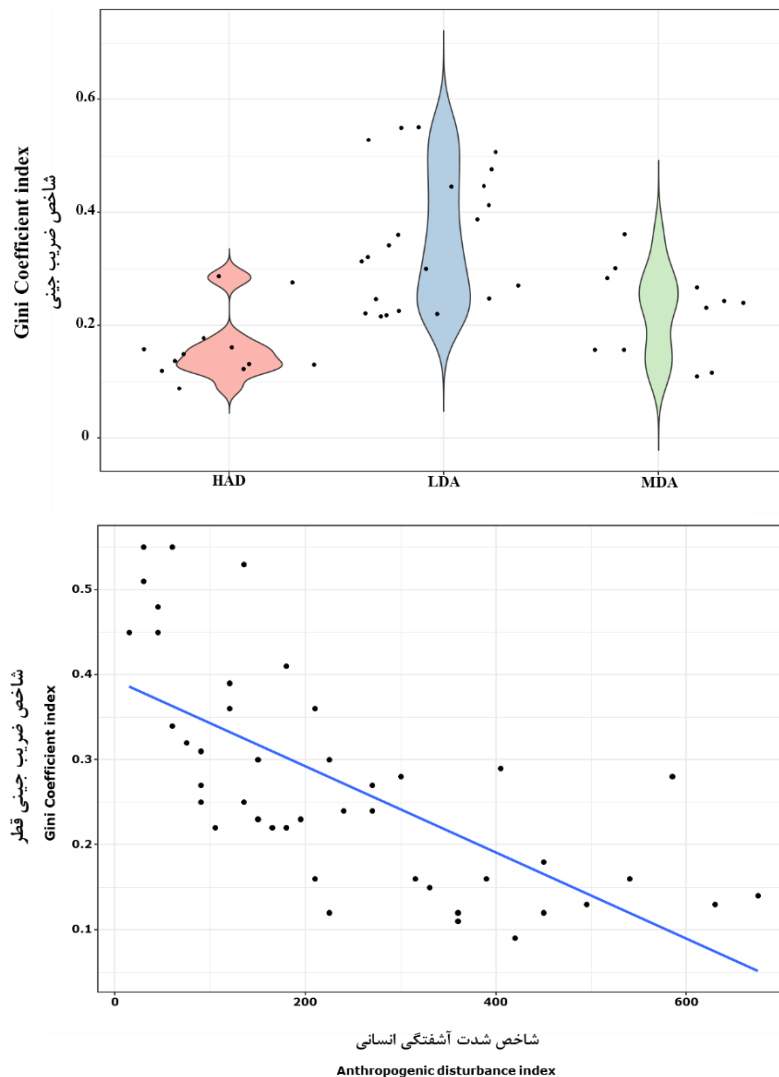 Gini Coefficient index
شاخص ضریب جینی
0.6
0.4
0.2
0
HAD LDA MDA
شاخص ضریب جینی قطر
Gini Coefficient index
0.5
0.4
0.3
0.2
0.1
0 200 400 600
شاخص شدت آشفتگی انسانی
Anthropogenic disturbance index